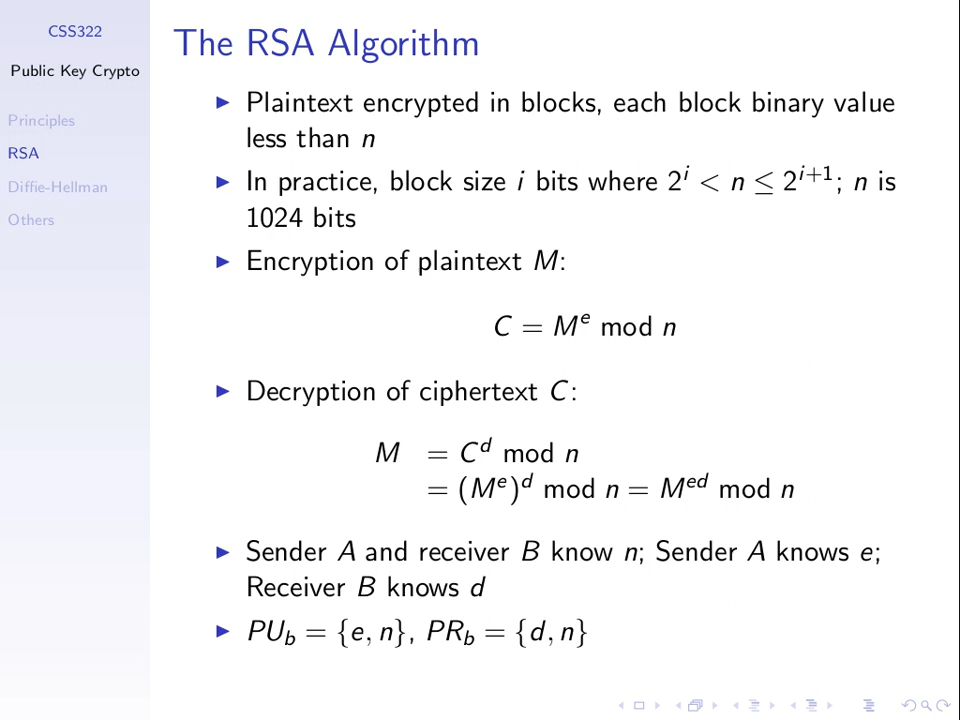 CSS322
Public Key Crypto
Principles
RSA
Diffie-Hellman
Others
The RSA Algorithm
▶ Plaintext encrypted in blocks, each block binary value
less than n
▶ In practice, block size i bits where 2^i < n ≤ 2^{i+1}; n is
1024 bits
▶ Encryption of plaintext M:
C = M^e mod n
▶ Decryption of ciphertext C:
M = C^d mod n
= (M^e)^d mod n = M^{ed} mod n
▶ Sender A and receiver B know n; Sender A knows e;
Receiver B knows d
▶ PU_b = {e, n}, PR_b = {d, n}